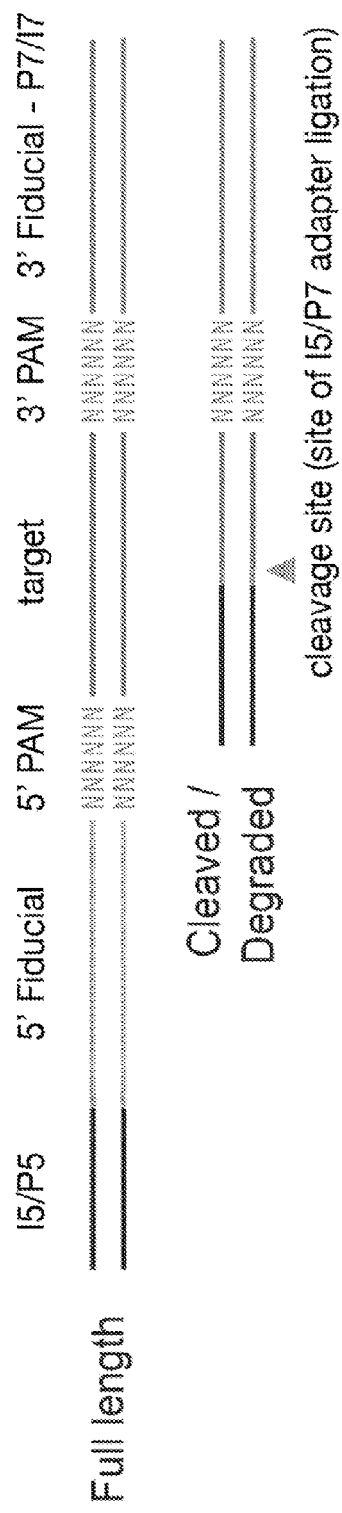 I5/P5 5' Fiducial 5' PAM target 3' PAM 3' Fiducial - P7/I7
Full length
NNNNNN NNNNNN
NNNNNN NNNNNN
Cleaved /
Degraded
NNNNNN
NNNNNN
cleavage site (site of I5/P7 adapter ligation)